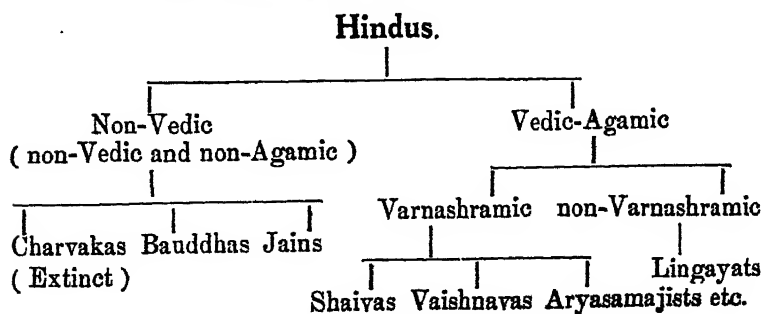 Hindus.
Non-Vedic
( non-Vedic and non-Agamic )
Vedic-Agamic
Charvakas Bauddhas Jains
( Extinct )
Varnashramic non-Varnashramic
Lingayats
Shaivas Vaishnavas Aryasamajists etc.